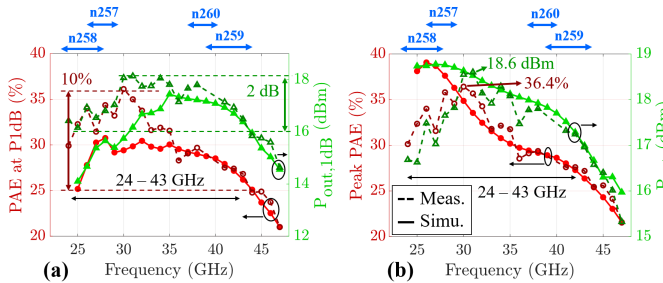 n257 n260
n258 n259
40
35
30
25
20
PAE at P1dB (%)
10%
2 dB
24 – 43 GHz
18
16
14
12
P out,1dB (dBm)
25 30 35 40 45
Frequency (GHz)
(a)
n257 n260
n258 n259
40
35
30
25
20
Peak PAE (%)
18.6 dBm
36.4%
24 – 43 GHz
Meas.
Simu.
19
18
17
16
15
25 30 35 40 45
Frequency (GHz)
(b)